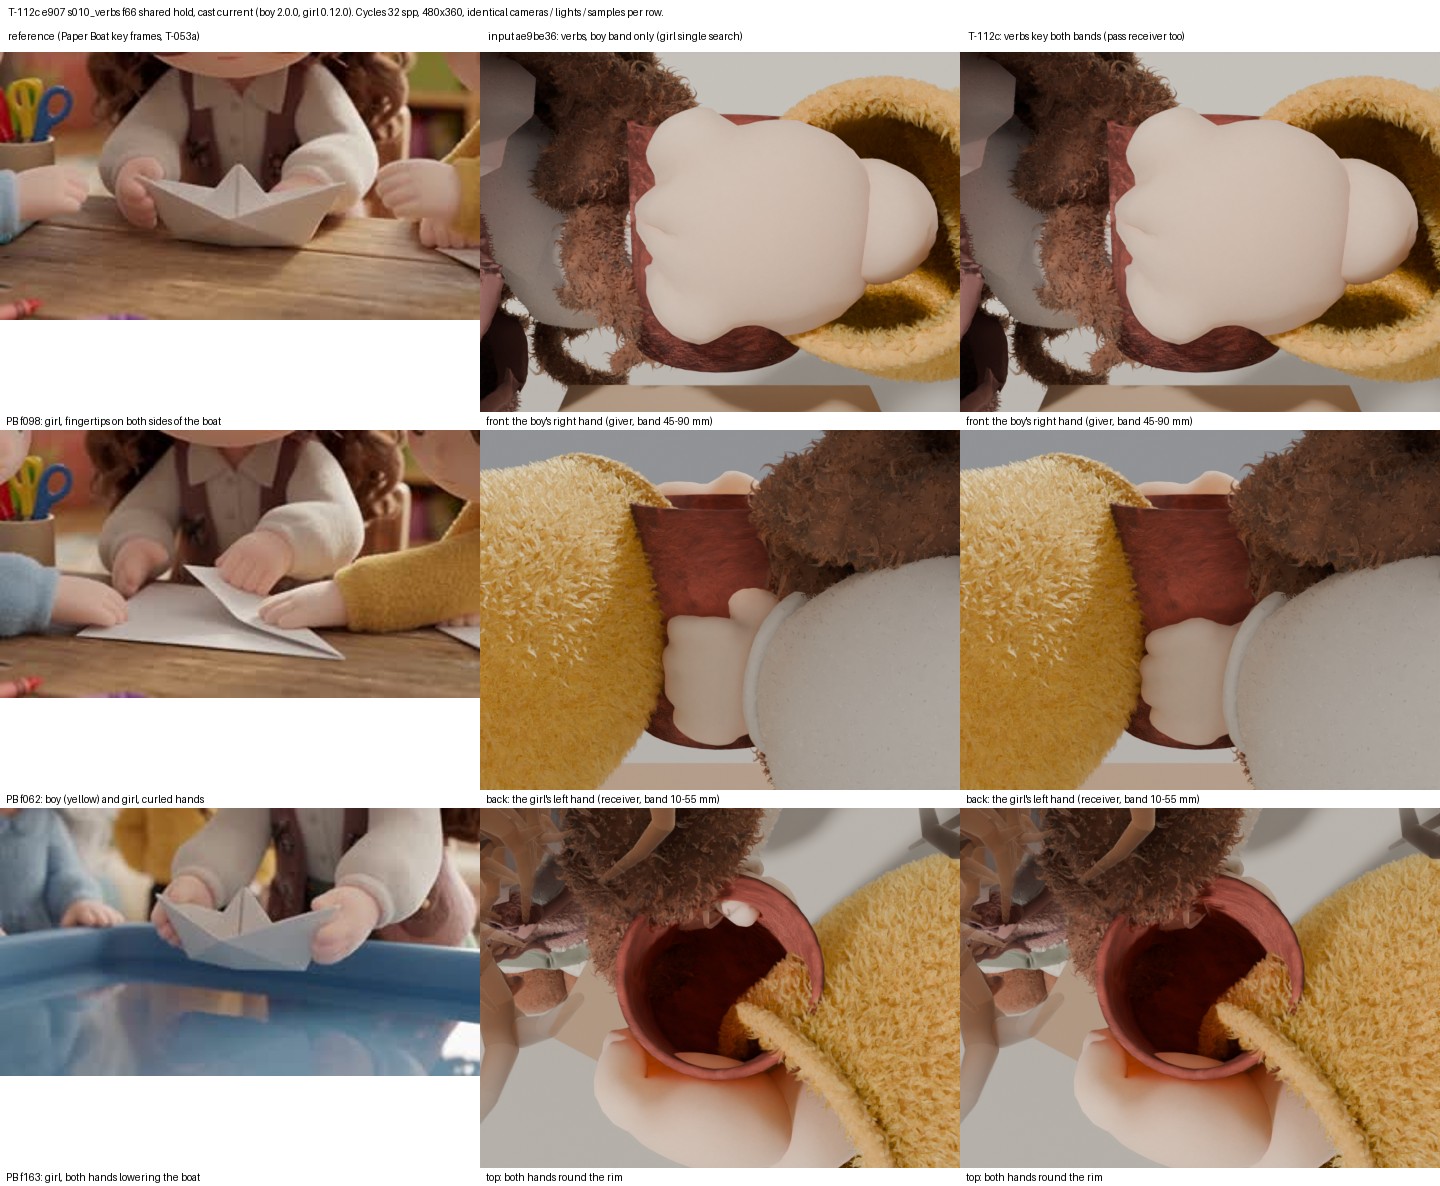 T-112c e907 s010_verbs f66 shared hold, cast current (boy 2.0.0, girl 0.12.0). Cycles 32 spp, 480x360, identical cameras / lights / samples per row.
reference (Paper Boat key frames, T-053a)
input ae9be36: verbs, boy band only (girl single search)
T-112c: verbs key both bands (pass receiver too)
PB f098: girl, fingertips on both sides of the boat
front: the boy's right hand (giver, band 45-90 mm)
front: the boy's right hand (giver, band 45-90 mm)
PB f062: boy (yellow) and girl, curled hands
back: the girl's left hand (receiver, band 10-55 mm)
back: the girl's left hand (receiver, band 10-55 mm)
PB f163: girl, both hands lowering the boat
top: both hands round the rim
top: both hands round the rim